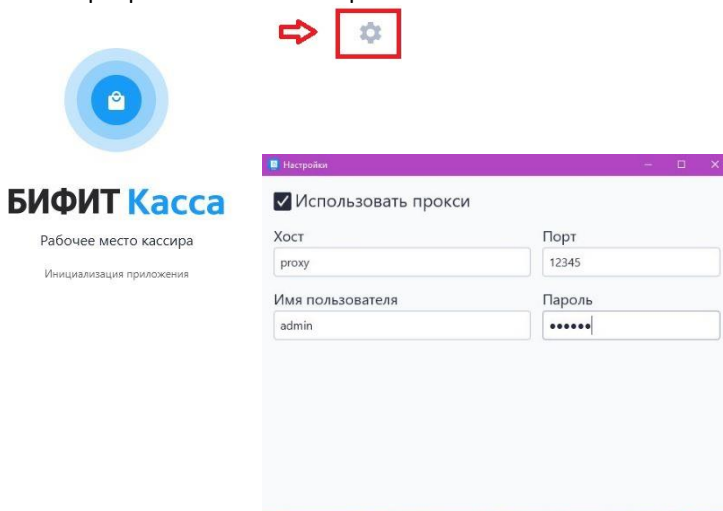 БИФИТ Касса
Рабочее место кассира
Инициализация приложения
Настройки
Использовать прокси
Хост
Порт
proxy
12345
Имя пользователя
Пароль
admin
••••••